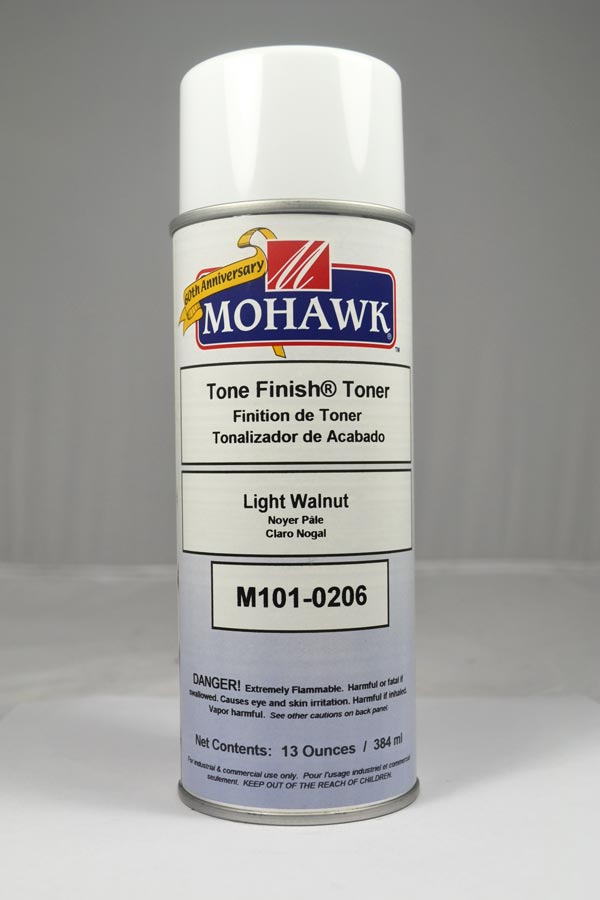 60th Anniversary
M
MOHAWK®
™
Tone Finish® Toner
Finition de Toner
Tonalizador de Acabado
Light Walnut
Noyer Pâle
Claro Nogal
M101-0206
DANGER! Extremely Flammable. Harmful or fatal if
swallowed. Causes eye and skin irritation. Harmful if inhaled.
Vapor harmful. See other cautions on back panel.
Net Contents: 13 Ounces / 384 ml
For industrial & commercial use only. Pour l'usage industriel et commercial
seulement. KEEP OUT OF THE REACH OF CHILDREN.